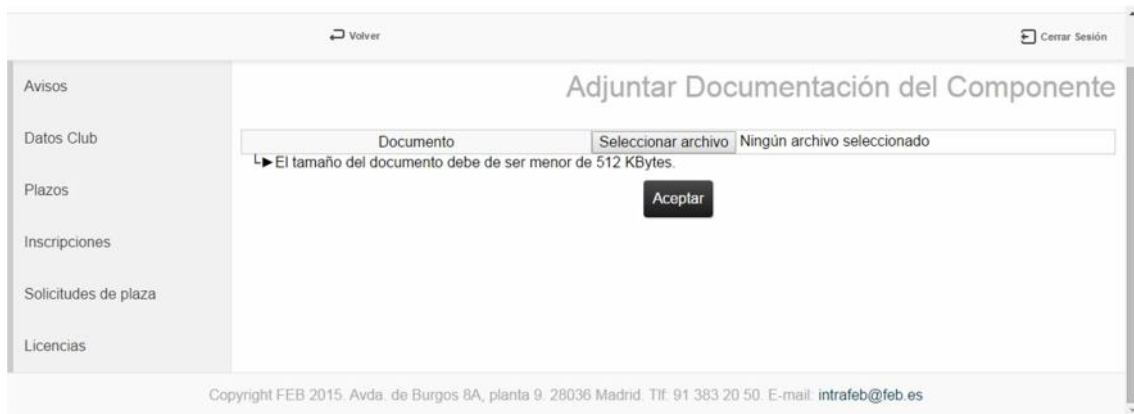 Volver
Cerrar Sesión
Adjuntar Documentación del Componente
Avisos
Datos Club
Plazos
Inscripciones
Solicitudes de plaza
Licencias
Documento Seleccionar archivo Ningún archivo seleccionado
El tamaño del documento debe de ser menor de 512 KBytes.
Aceptar
Copyright FEB 2015. Avda. de Burgos 8A, planta 9. 28036 Madrid. Tlf: 91 383 20 50. E-mail: intrafeb@feb.es